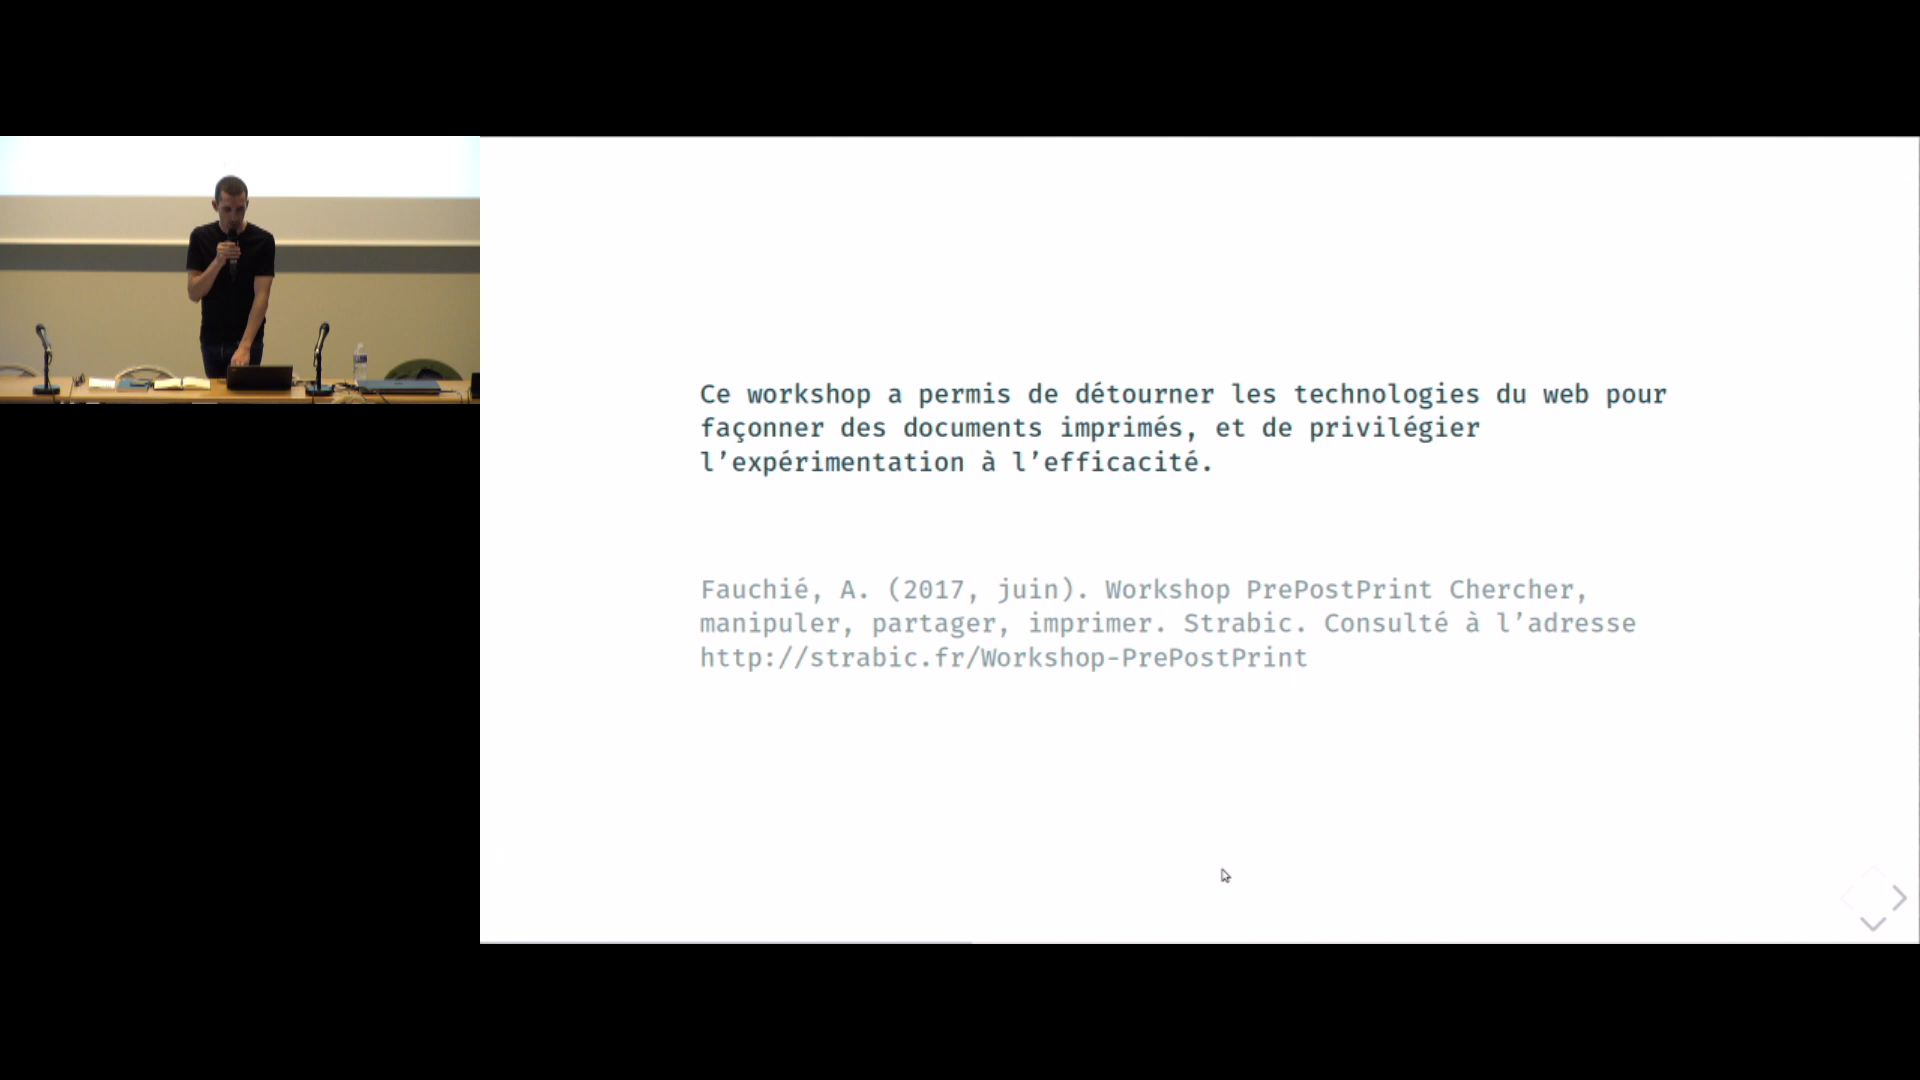 Ce workshop a permis de détourner les technologies du web pour
façonner des documents imprimés, et de privilégier
l’expérimentation à l’efficacité.
Fauchié, A. (2017, juin). Workshop PrePostPrint Chercher,
manipuler, partager, imprimer. Strabic. Consulté à l’adresse
http://strabic.fr/Workshop-PrePostPrint